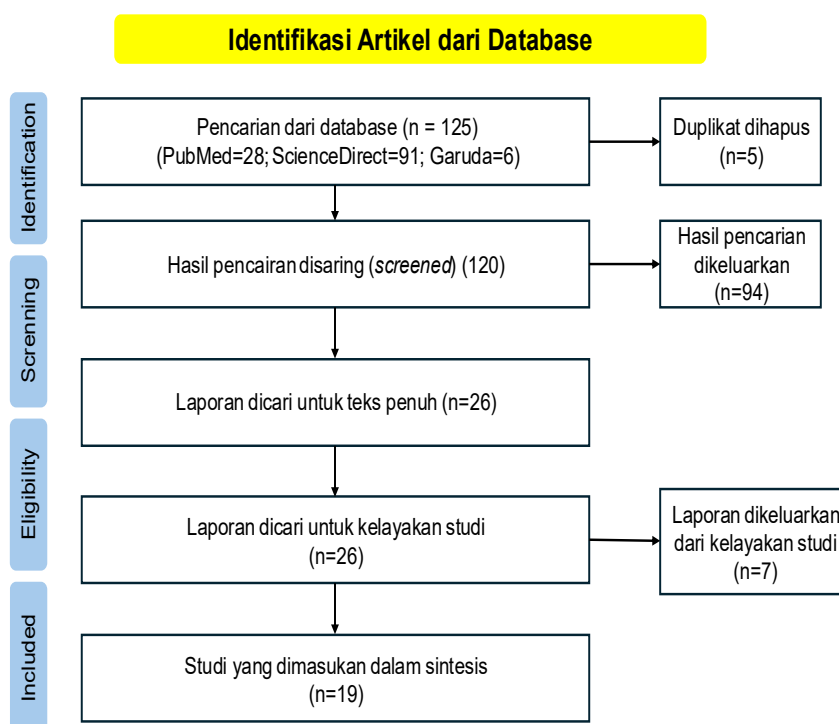 Identifikasi Artikel dari Database
Identification
Pencarian dari database (n = 125)
(PubMed=28; ScienceDirect=91; Garuda=6)
Duplikat dihapus
(n=5)
Screnning
Hasil pencairan disaring (screened) (120)
Hasil pencarian
dikeluarkan
(n=94)
Laporan dicari untuk teks penuh (n=26)
Eligibility
Laporan dicari untuk kelayakan studi
(n=26)
Laporan dikeluarkan
dari kelayakan studi
(n=7)
Included
Studi yang dimasukan dalam sintesis
(n=19)